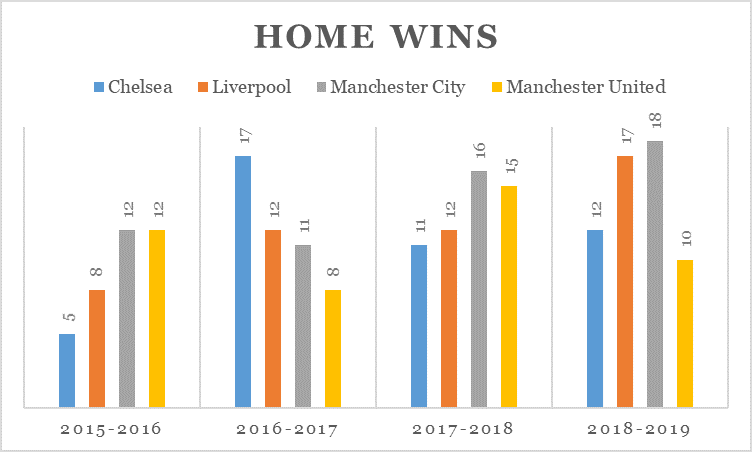 HOME WINS
Chelsea Liverpool Manchester City Manchester United
5 8 12 12 17 12 11 8 11 12 16 15 12 17 18 10
2015-2016 2016-2017 2017-2018 2018-2019